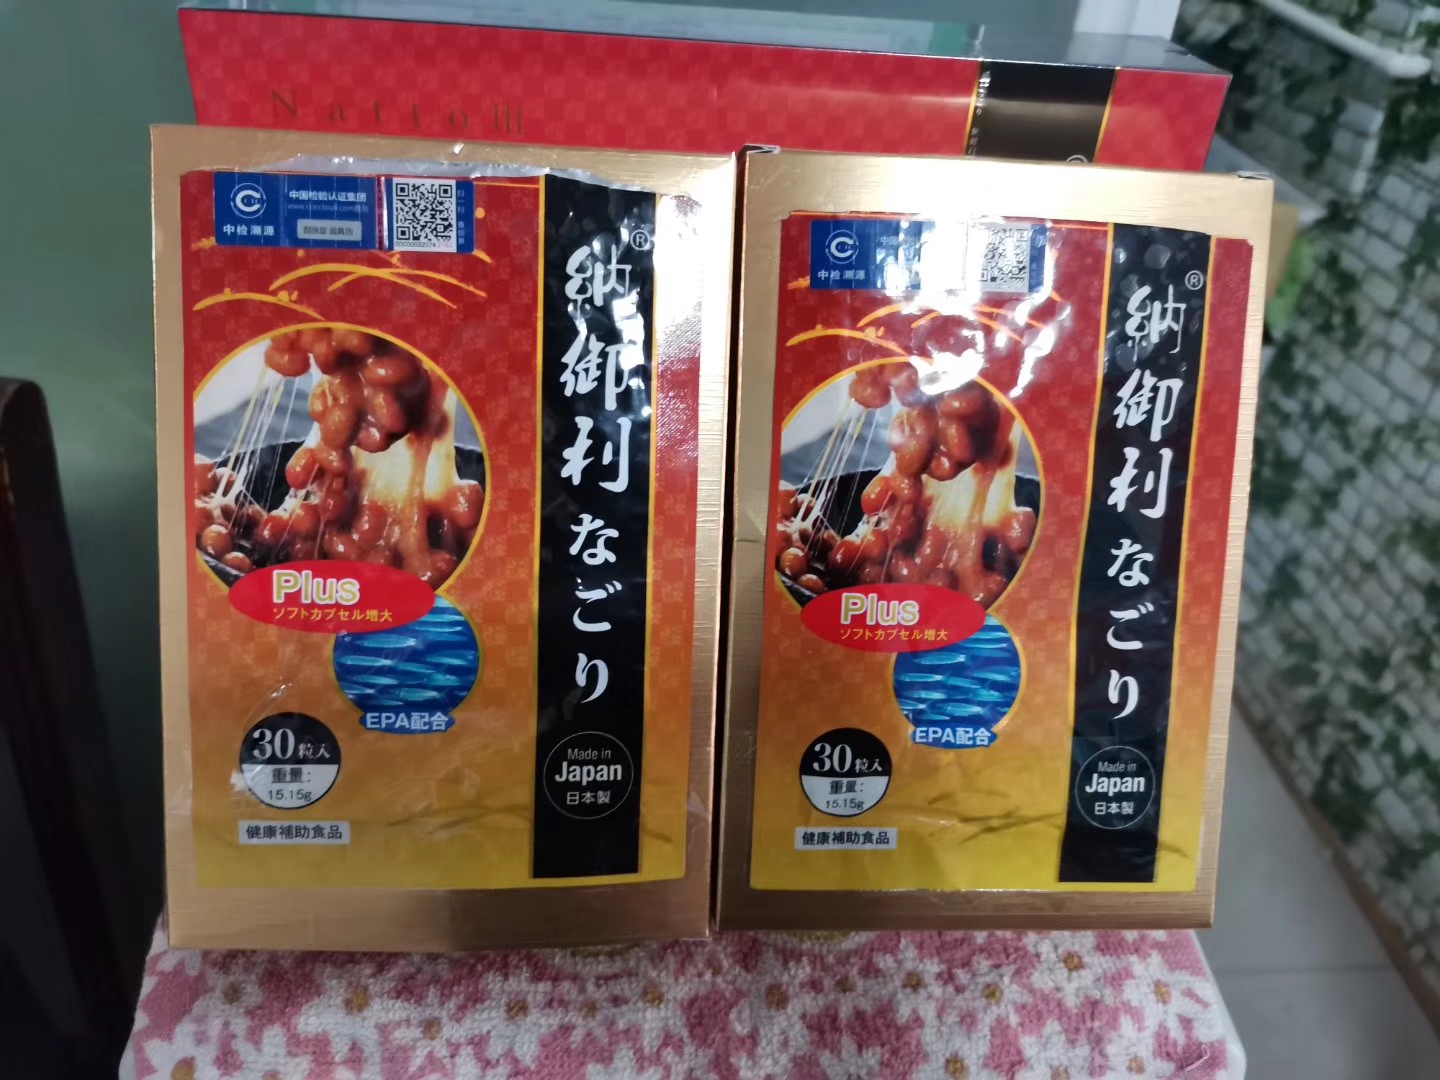 Natto III
中国检验认证集团
中检溯源
®
納御利なごり
Plus
ソフトカプセル増大
EPA配合
30粒入
重量:
15.15g
健康補助食品
Made in
Japan
日本製
中检溯源
®
納御利なごり
Plus
ソフトカプセル増大
EPA配合
30粒入
重量:
15.15g
健康補助食品
Made in
Japan
日本製